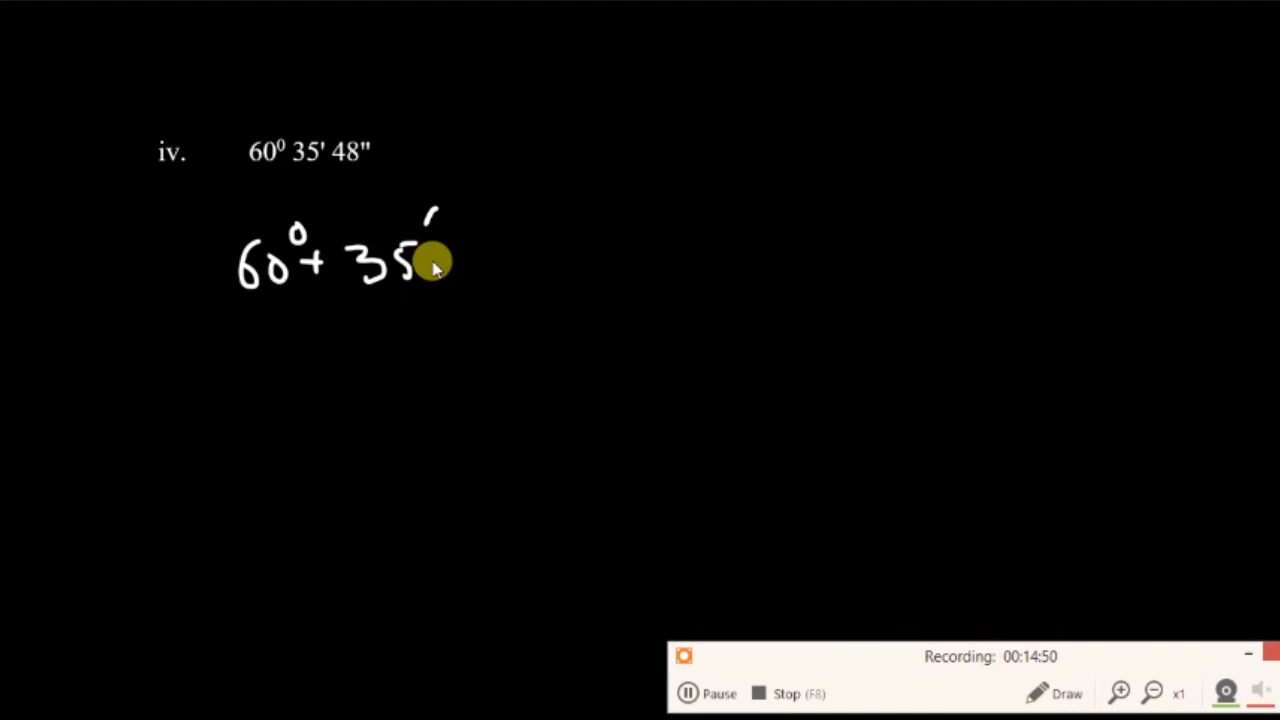 iv. 60⁰ 35' 48"
60⁰ + 35'
Recording: 00:14:50
Pause Stop (F8) Draw x1